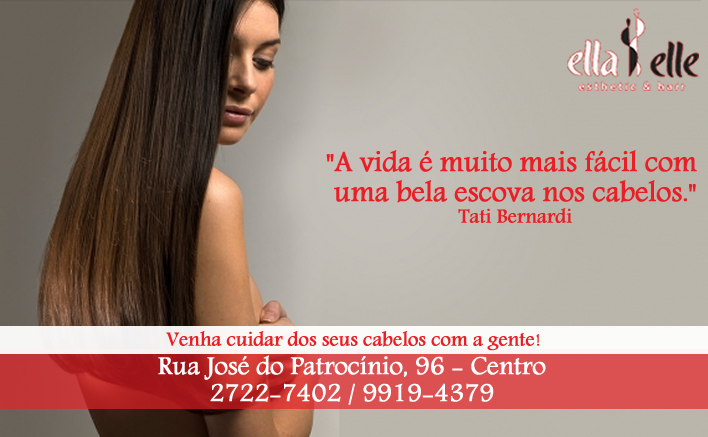 ella elle
esthetic & hair
"A vida é muito mais fácil com
uma bela escova nos cabelos."
Tati Bernardi
Venha cuidar dos seus cabelos com a gente!
Rua José do Patrocínio, 96 - Centro
2722-7402 / 9919-4379